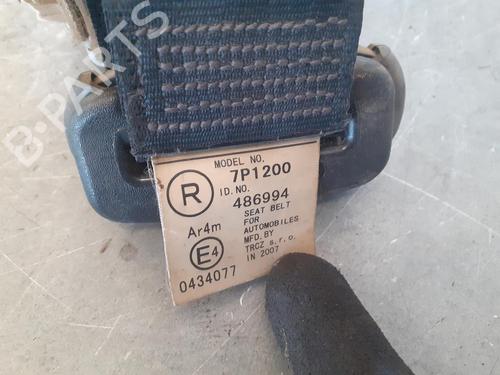 B-PARTS
MODEL NO.
7P1200
R
ID.NO.
486994
Ar4m
SEAT BELT
FOR
AUTOMOBILES
E4
MFD.BY
TRCZ s.r.o.
0434077
IN 2007